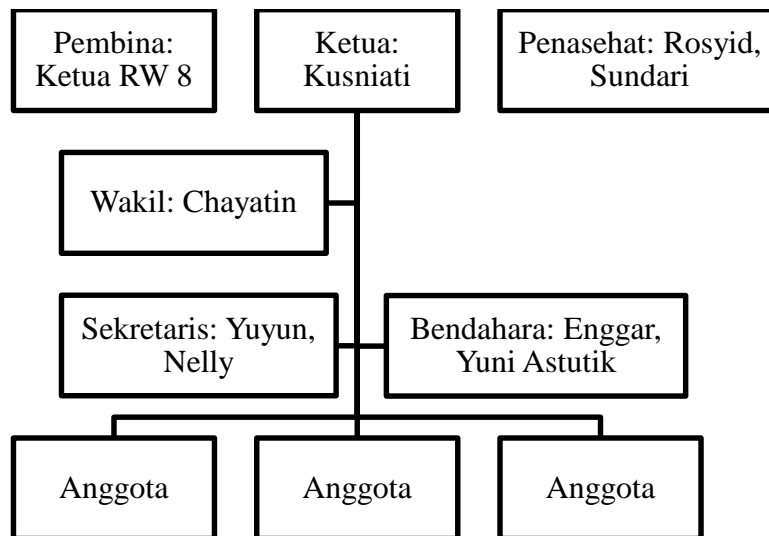 Pembina:
Ketua RW 8
Ketua:
Kusniati
Penasehat: Rosyid,
Sundari
Wakil: Chayatin
Sekretaris: Yuyun,
Nelly
Bendahara: Enggar,
Yuni Astutik
Anggota
Anggota
Anggota